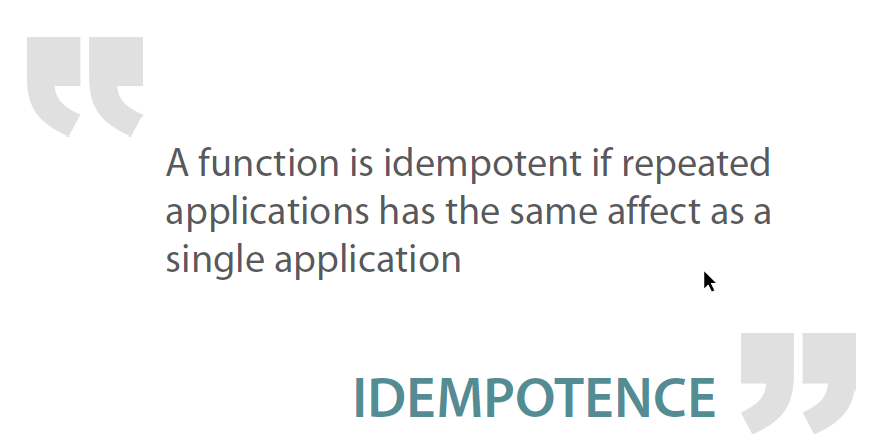 A function is idempotent if repeated
applications has the same affect as a
single application
IDEMPOTENCE